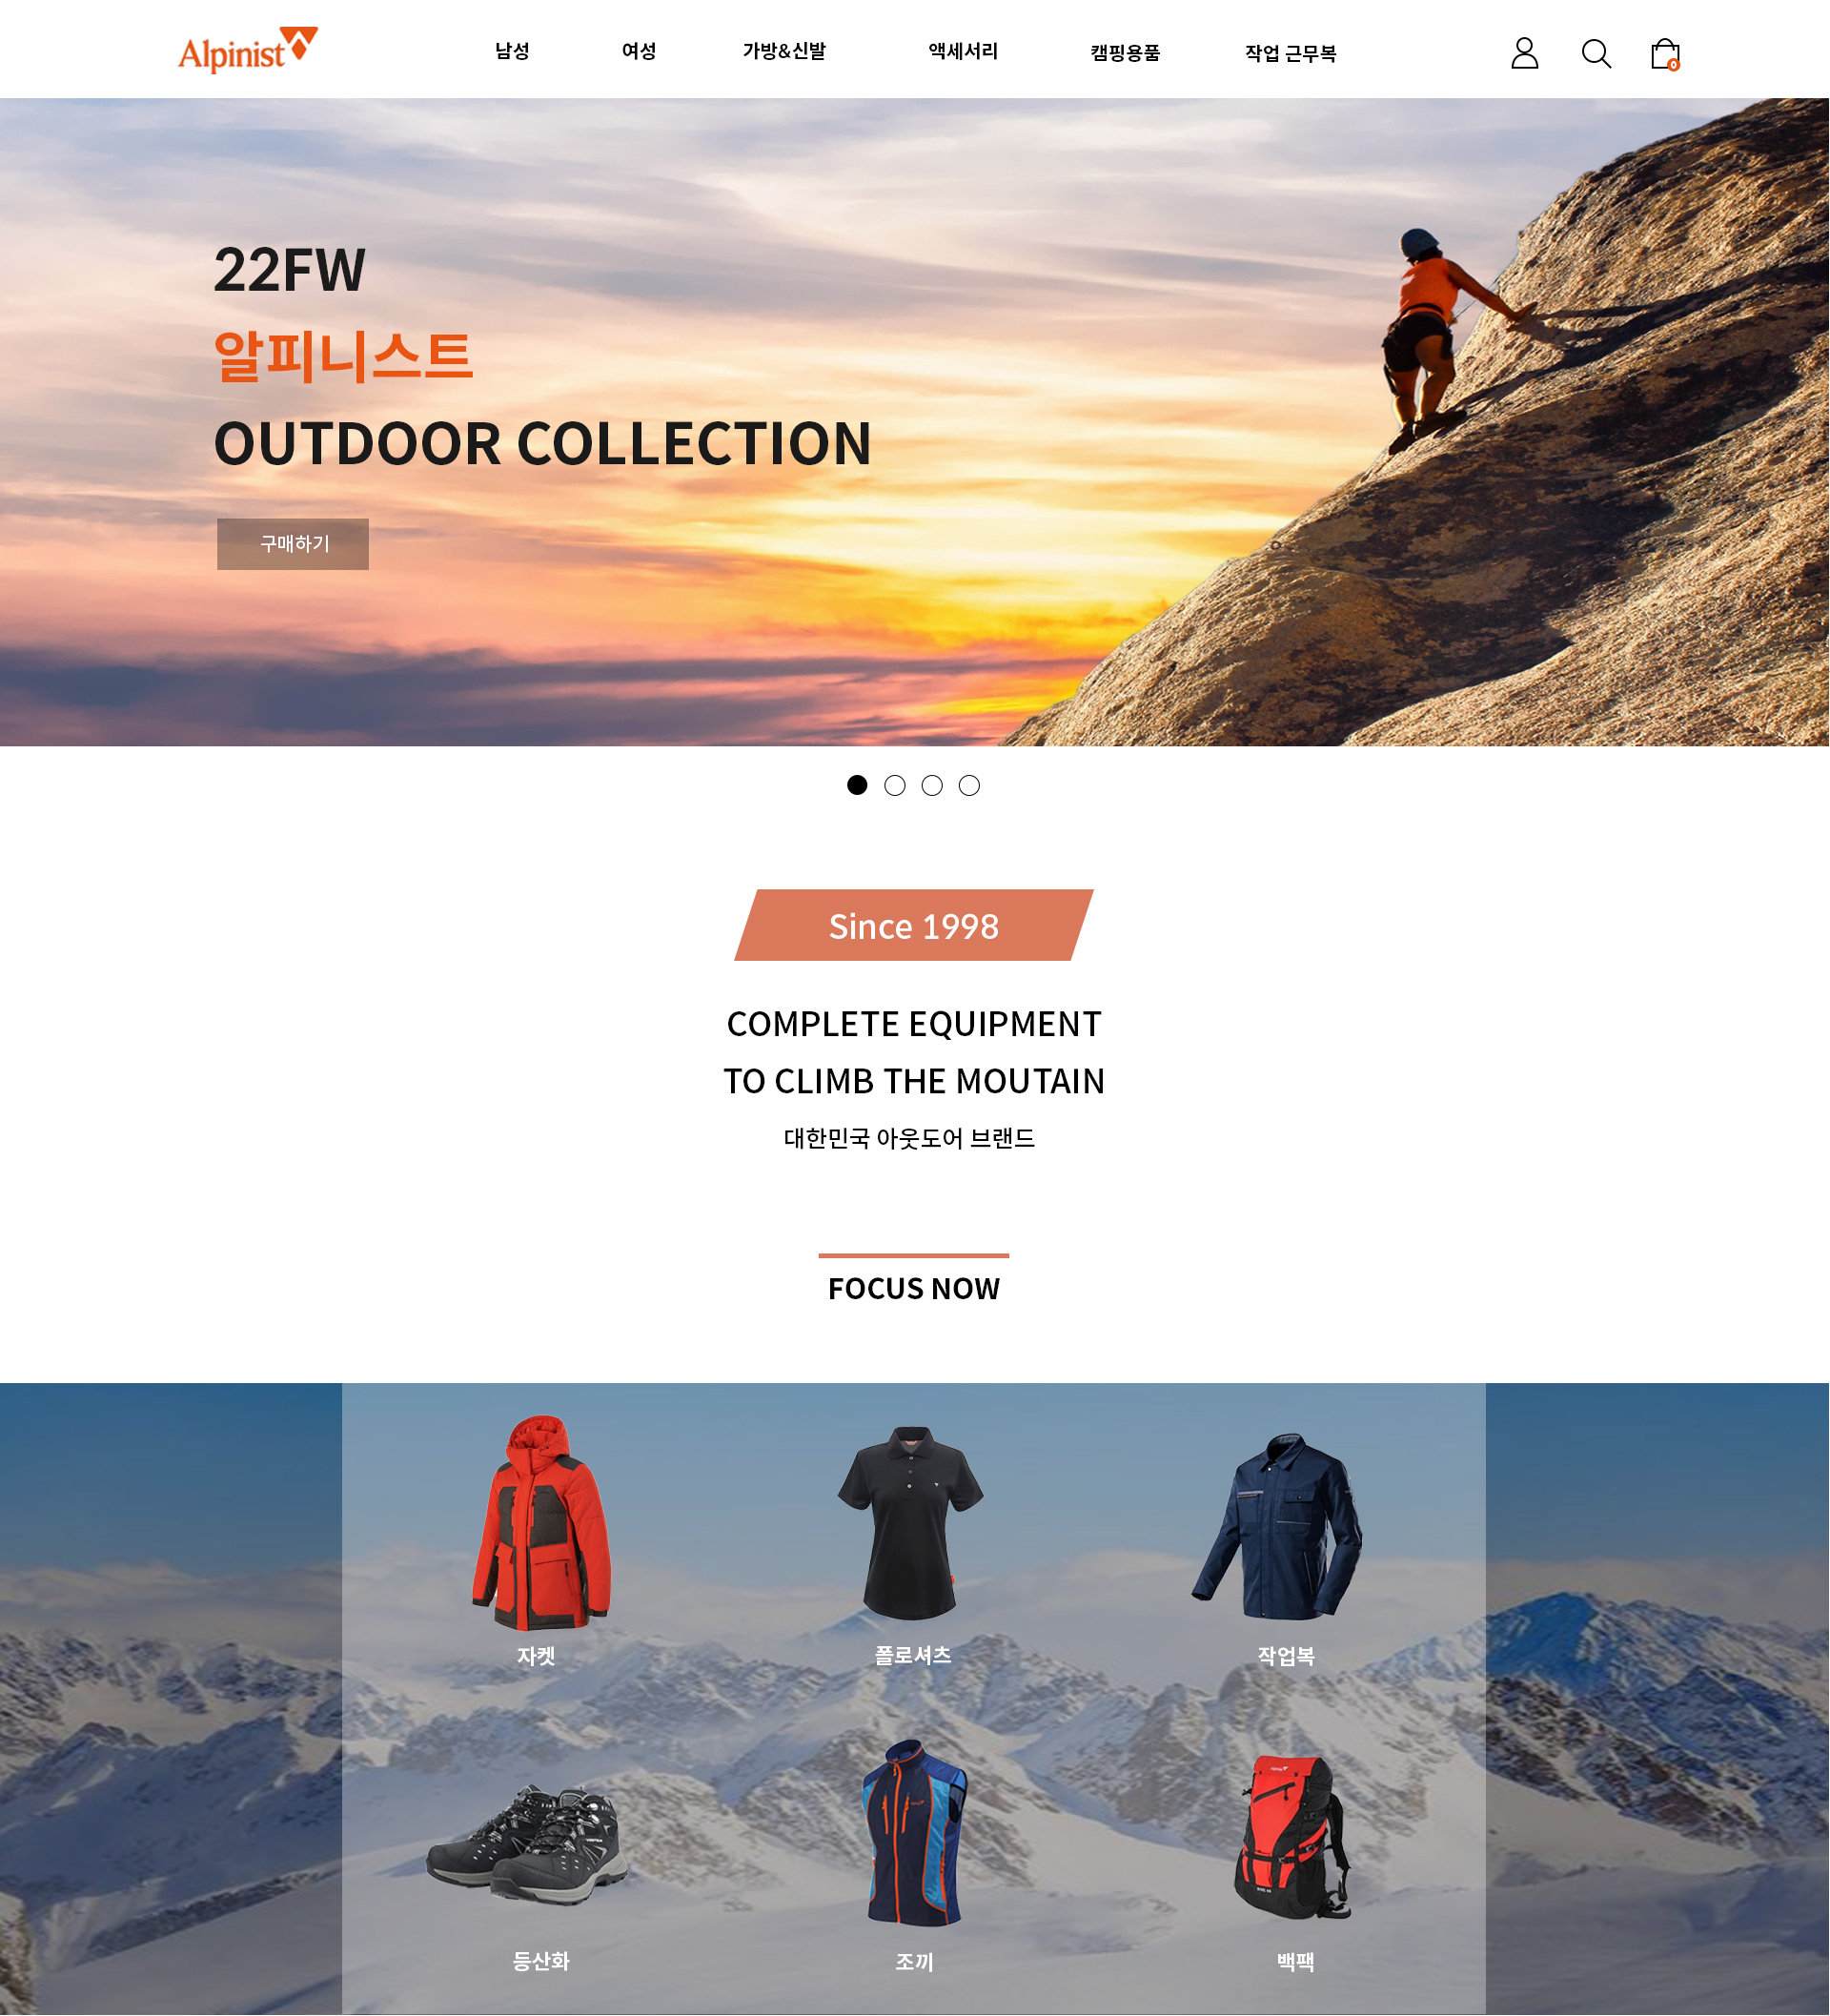 Alpinist
남성
여성
가방&신발
액세서리
캠핑용품
작업 근무복
0
22FW
알피니스트
OUTDOOR COLLECTION
구매하기
Since 1998
COMPLETE EQUIPMENT
TO CLIMB THE MOUTAIN
대한민국 아웃도어 브랜드
FOCUS NOW
자켓
폴로셔츠
작업복
등산화
조끼
백팩